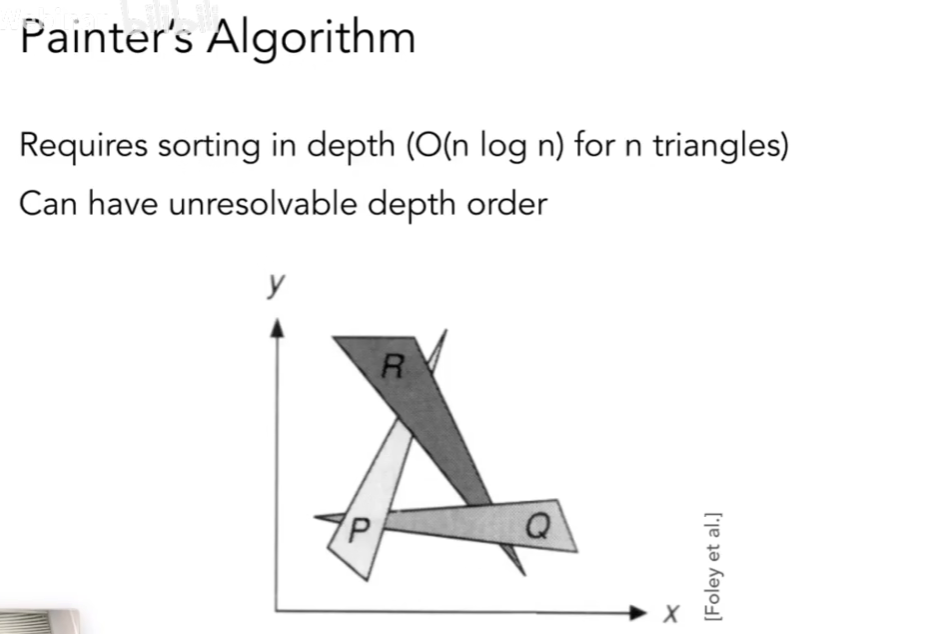 Painter's Algorithm
Requires sorting in depth (O(n log n) for n triangles)
Can have unresolvable depth order
y
R
P
Q
x
[Foley et al.]